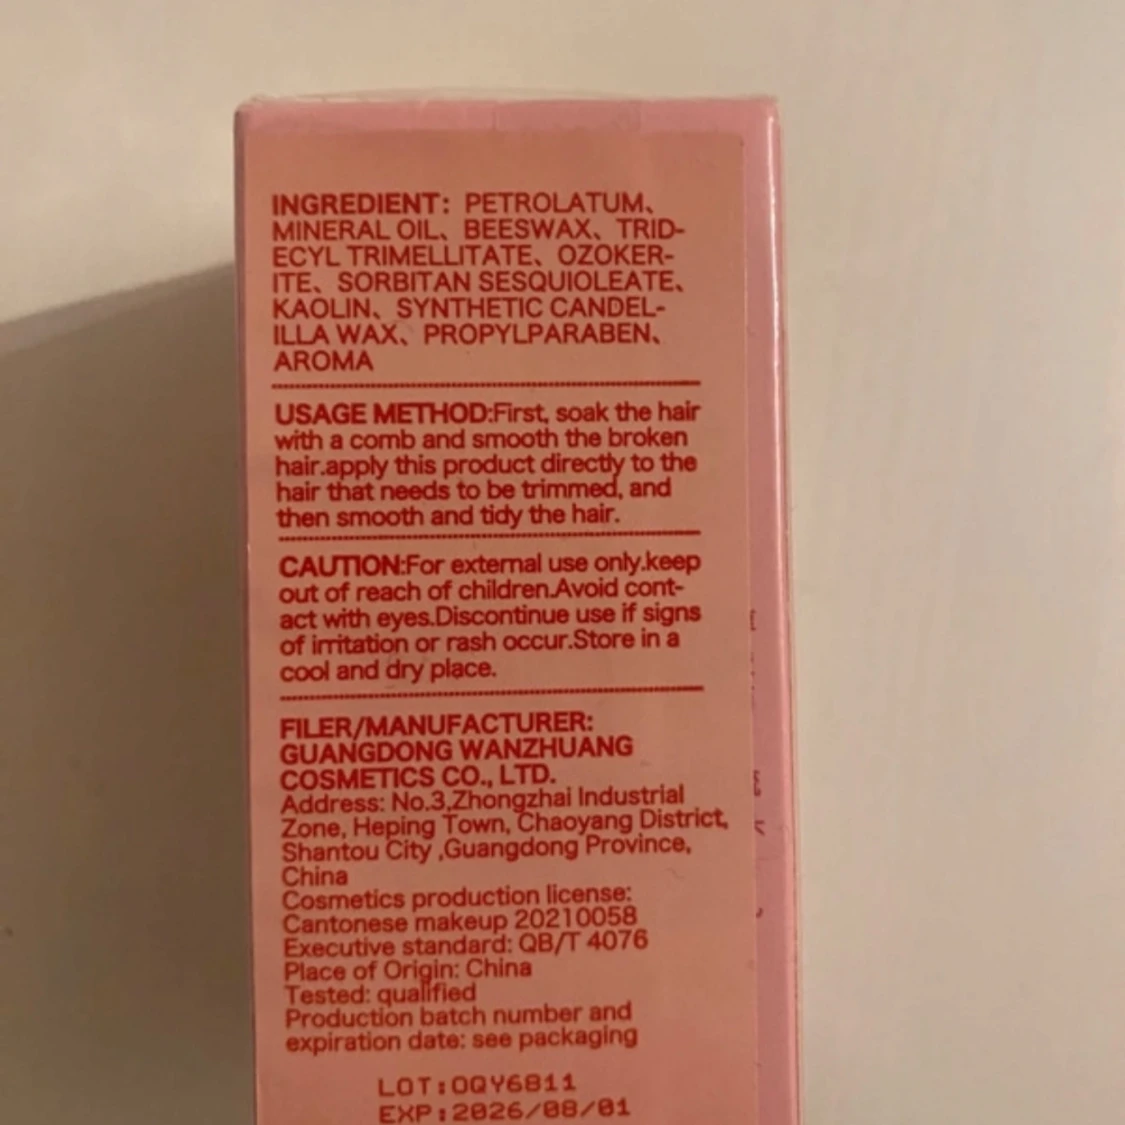 INGREDIENT: PETROLATUM、
MINERAL OIL、BEESWAX、TRID-
ECYL TRIMELLITATE、OZOKER-
ITE、SORBITAN SESQUIOLEATE、
KAOLIN、SYNTHETIC CANDEL-
ILLA WAX、PROPYLPARABEN、
AROMA
USAGE METHOD:First, soak the hair
with a comb and smooth the broken
hair.apply this product directly to the
hair that needs to be trimmed, and
then smooth and tidy the hair.
CAUTION:For external use only.keep
out of reach of children.Avoid cont-
act with eyes.Discontinue use if signs
of irritation or rash occur.Store in a
cool and dry place.
FILER/MANUFACTURER:
GUANGDONG WANZHUANG
COSMETICS CO., LTD.
Address: No.3,Zhongzhai Industrial
Zone, Heping Town, Chaoyang District,
Shantou City ,Guangdong Province,
China
Cosmetics production license:
Cantonese makeup 20210058
Executive standard: QB/T 4076
Place of Origin: China
Tested: qualified
Production batch number and
expiration date: see packaging
LOT:OQY6811
EXP:2026/08/01